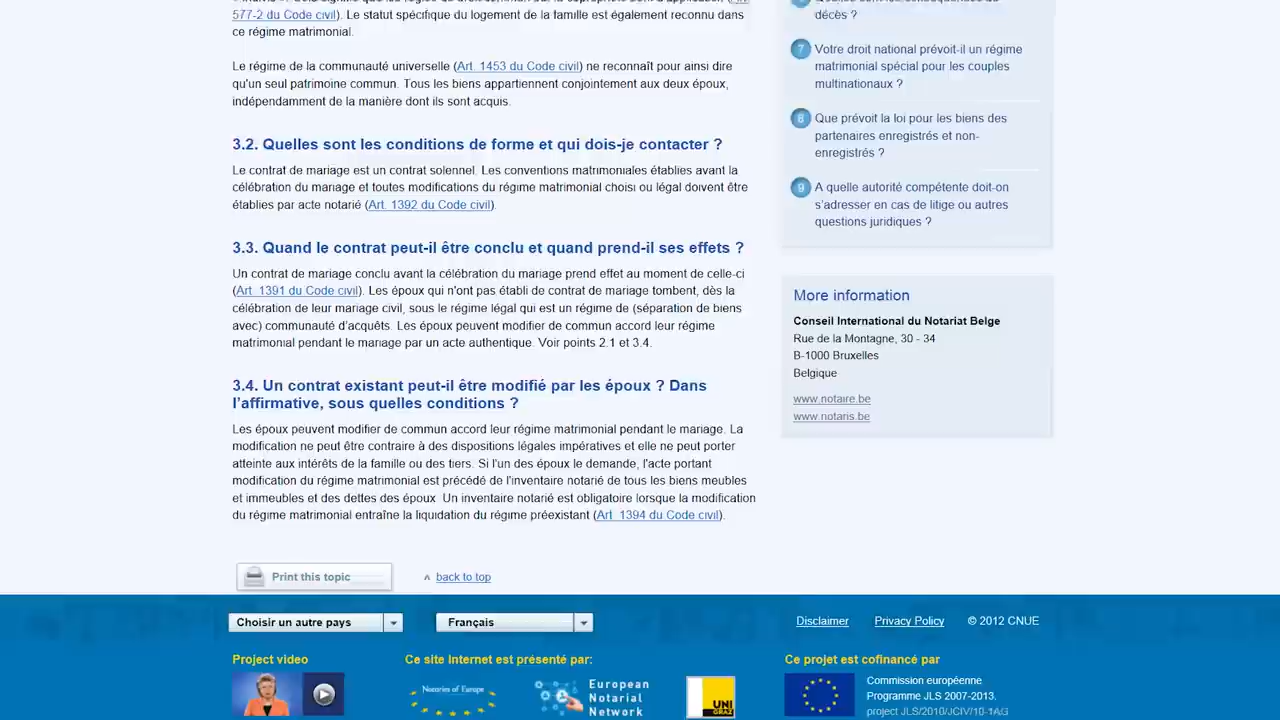 577-2 du Code civil). Le statut spécifique du logement de la famille est également reconnu dans
ce régime matrimonial.
Le régime de la communauté universelle (Art. 1453 du Code civil) ne reconnaît pour ainsi dire
qu'un seul patrimoine commun. Tous les biens appartiennent conjointement aux deux époux,
indépendamment de la manière dont ils sont acquis.
3.2. Quelles sont les conditions de forme et qui dois-je contacter ?
Le contrat de mariage est un contrat solennel. Les conventions matrimoniales établies avant la
célébration du mariage et toutes modifications du régime matrimonial choisi ou légal doivent être
établies par acte notarié (Art. 1392 du Code civil).
3.3. Quand le contrat peut-il être conclu et quand prend-il ses effets ?
Un contrat de mariage conclu avant la célébration du mariage prend effet au moment de celle-ci
(Art. 1391 du Code civil). Les époux qui n'ont pas établi de contrat de mariage tombent, dès la
célébration de leur mariage civil, sous le régime légal qui est un régime de (séparation de biens
avec) communauté d'acquêts. Les époux peuvent modifier de commun accord leur régime
matrimonial pendant le mariage par un acte authentique. Voir points 2.1 et 3.4.
3.4. Un contrat existant peut-il être modifié par les époux ? Dans
l'affirmative, sous quelles conditions ?
Les époux peuvent modifier de commun accord leur régime matrimonial pendant le mariage. La
modification ne peut être contraire à des dispositions légales impératives et elle ne peut porter
atteinte aux intérêts de la famille ou des tiers. Si l'un des époux le demande, l'acte portant
modification du régime matrimonial est précédé de l'inventaire notarié de tous les biens meubles
et immeubles et des dettes des époux. Un inventaire notarié est obligatoire lorsque la modification
du régime matrimonial entraîne la liquidation du régime préexistant (Art. 1394 du Code civil).
Print this topic
^ back to top
décès ?
7 Votre droit national prévoit-il un régime
matrimonial spécial pour les couples
multinationaux ?
8 Que prévoit la loi pour les biens des
partenaires enregistrés et non-
enregistrés ?
9 A quelle autorité compétente doit-on
s'adresser en cas de litige ou autres
questions juridiques ?
More information
Conseil International du Notariat Belge
Rue de la Montagne, 30 - 34
B-1000 Bruxelles
Belgique
www.notaire.be
www.notaris.be
Choisir un autre pays
Français
Disclaimer
Privacy Policy
© 2012 CNUE
Project video
Ce site Internet est présenté par:
Ce projet est cofinancé par
Notaries of Europe
European
Notarial
Network
UNI
GRAZ
Commission européenne
Programme JLS 2007-2013.
project JLS/2010/JCIV/10-1AG